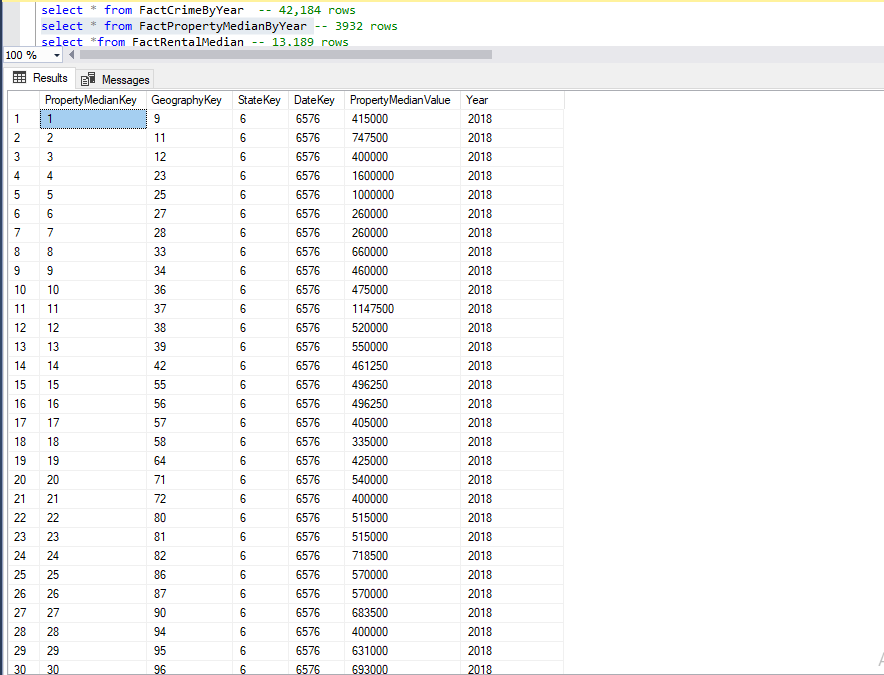 select * from FactCrimeByYear  -- 42,184 rows
select * from FactPropertyMedianByYear -- 3932 rows
select *from FactRentalMedian -- 13.189 rows
100 %
Results Messages
PropertyMedianKey GeographyKey StateKey DateKey PropertyMedianValue Year
1 1 9 6 6576 415000 2018
2 2 11 6 6576 747500 2018
3 3 12 6 6576 400000 2018
4 4 23 6 6576 1600000 2018
5 5 25 6 6576 1000000 2018
6 6 27 6 6576 260000 2018
7 7 28 6 6576 260000 2018
8 8 33 6 6576 660000 2018
9 9 34 6 6576 460000 2018
10 10 36 6 6576 475000 2018
11 11 37 6 6576 1147500 2018
12 12 38 6 6576 520000 2018
13 13 39 6 6576 550000 2018
14 14 42 6 6576 461250 2018
15 15 55 6 6576 496250 2018
16 16 56 6 6576 496250 2018
17 17 57 6 6576 405000 2018
18 18 58 6 6576 335000 2018
19 19 64 6 6576 425000 2018
20 20 71 6 6576 540000 2018
21 21 72 6 6576 400000 2018
22 22 80 6 6576 515000 2018
23 23 81 6 6576 515000 2018
24 24 82 6 6576 718500 2018
25 25 86 6 6576 570000 2018
26 26 87 6 6576 570000 2018
27 27 90 6 6576 683500 2018
28 28 94 6 6576 400000 2018
29 29 95 6 6576 631000 2018
30 30 96 6 6576 693000 2018